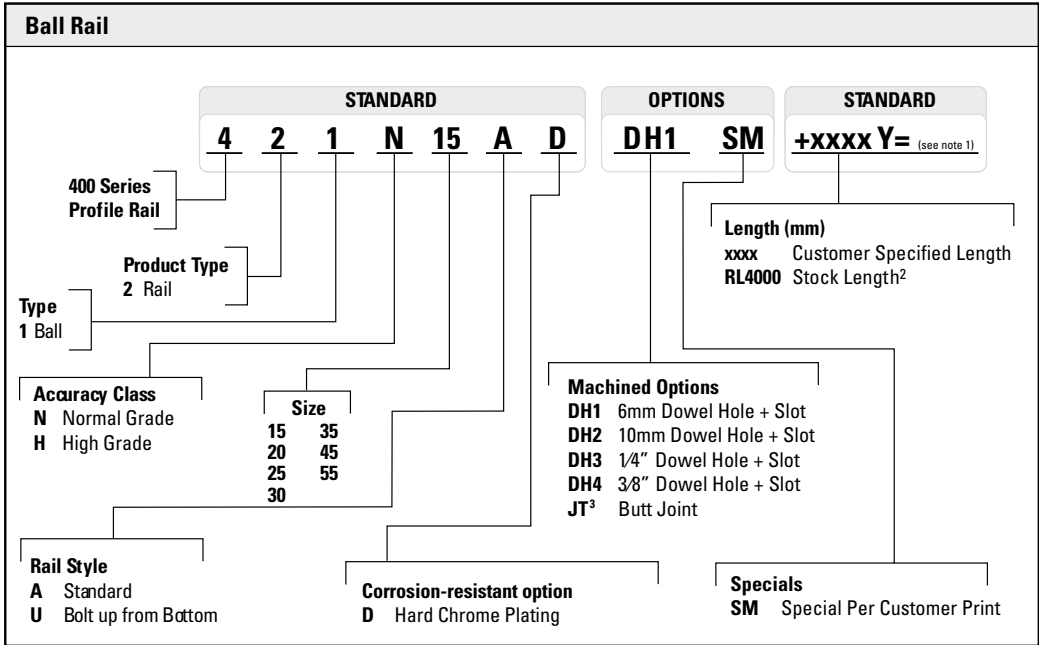 Ball Rail
STANDARD OPTIONS STANDARD
4 2 1 N 15 A D DH1 SM +xxxx Y= (see note 1)
400 Series
Profile Rail
Product Type
2 Rail
Type
1 Ball
Length (mm)
xxxx Customer Specified Length
RL4000 Stock Length²
Accuracy Class
N Normal Grade
H High Grade
Size
15 35
20 45
25 55
30
Machined Options
DH1 6mm Dowel Hole + Slot
DH2 10mm Dowel Hole + Slot
DH3 1/4” Dowel Hole + Slot
DH4 3/8” Dowel Hole + Slot
JT³ Butt Joint
Rail Style
A Standard
U Bolt up from Bottom
Corrosion-resistant option
D Hard Chrome Plating
Specials
SM Special Per Customer Print